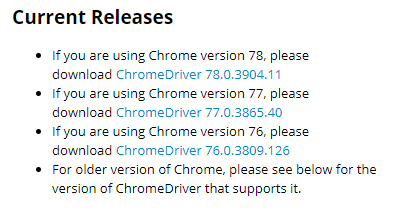 Current Releases
• If you are using Chrome version 78, please
download ChromeDriver 78.0.3904.11
• If you are using Chrome version 77, please
download ChromeDriver 77.0.3865.40
• If you are using Chrome version 76, please
download ChromeDriver 76.0.3809.126
• For older version of Chrome, please see below for the
version of ChromeDriver that supports it.